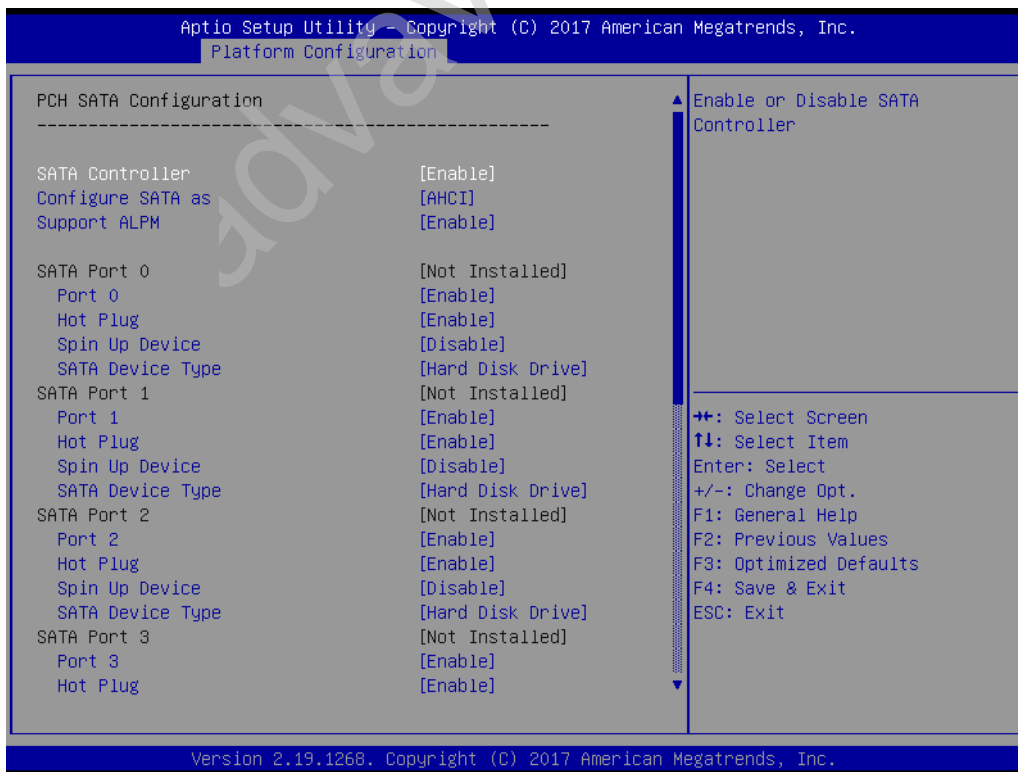 Aptio Setup Utility – Copyright (C) 2017 American Megatrends, Inc.
Platform Configuration
PCH SATA Configuration
--------------------------------------------------
SATA Controller [Enable]
Configure SATA as [AHCI]
Support ALPM [Enable]
SATA Port 0 [Not Installed]
Port 0 [Enable]
Hot Plug [Enable]
Spin Up Device [Disable]
SATA Device Type [Hard Disk Drive]
SATA Port 1 [Not Installed]
Port 1 [Enable]
Hot Plug [Enable]
Spin Up Device [Disable]
SATA Device Type [Hard Disk Drive]
SATA Port 2 [Not Installed]
Port 2 [Enable]
Hot Plug [Enable]
Spin Up Device [Disable]
SATA Device Type [Hard Disk Drive]
SATA Port 3 [Not Installed]
Port 3 [Enable]
Hot Plug [Enable]
Enable or Disable SATA
Controller
→←: Select Screen
↑↓: Select Item
Enter: Select
+/-: Change Opt.
F1: General Help
F2: Previous Values
F3: Optimized Defaults
F4: Save & Exit
ESC: Exit
Version 2.19.1268. Copyright (C) 2017 American Megatrends, Inc.